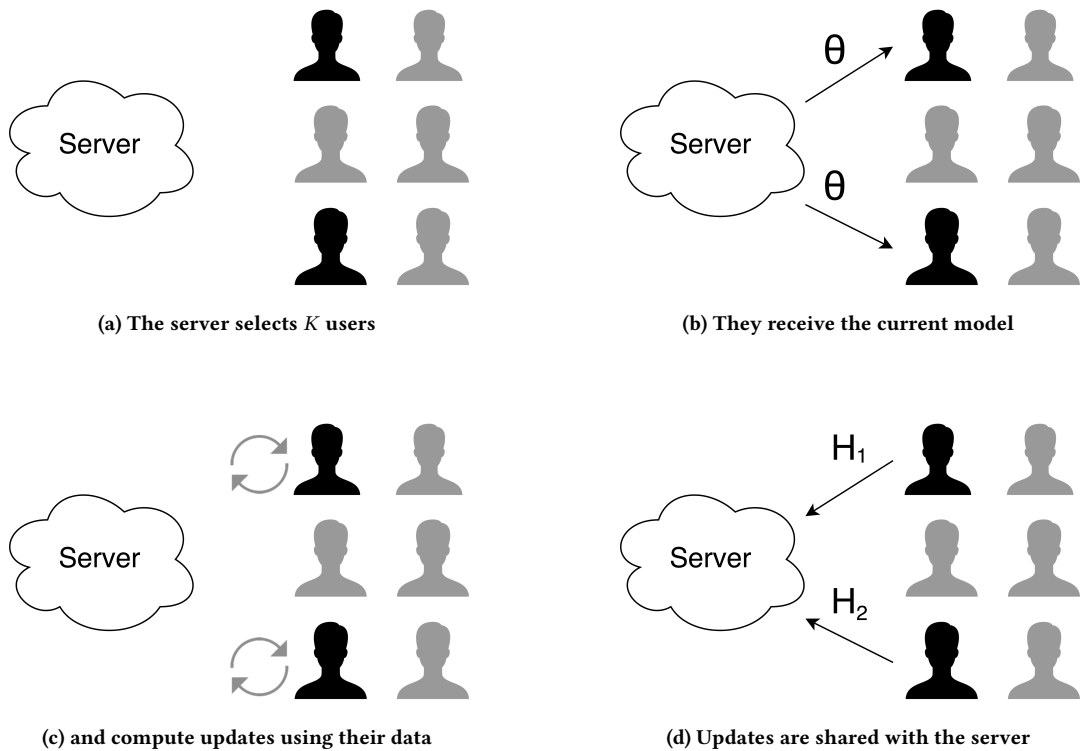 Server
(a) The server selects K users
θ
Server
θ
(b) They receive the current model
Server
(c) and compute updates using their data
H₁
Server
H₂
(d) Updates are shared with the server